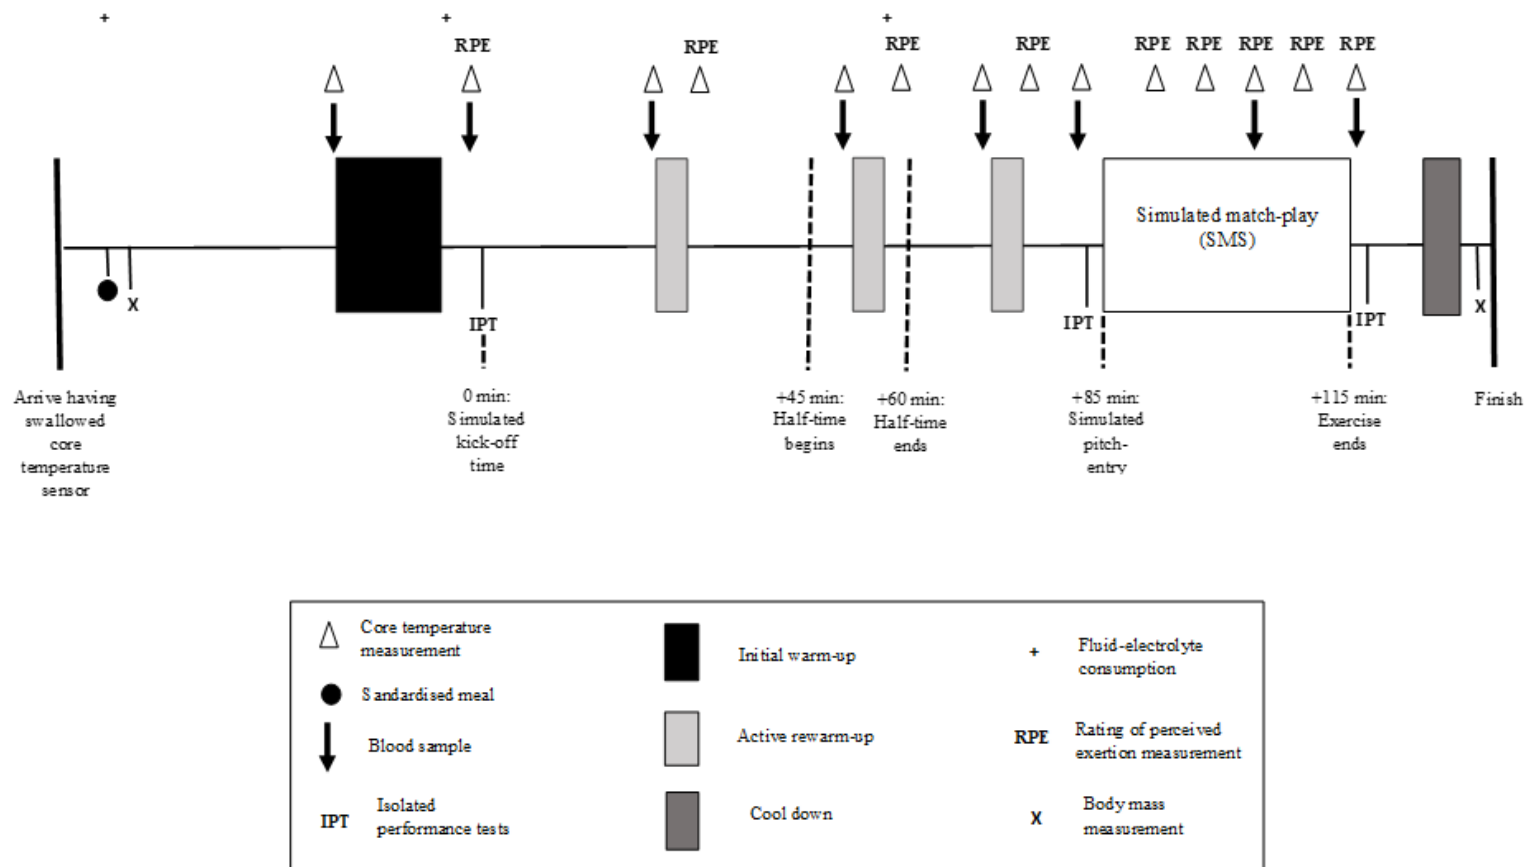 + + +
RPE RPE RPE RPE RPE RPE RPE RPE RPE
Simulated match-play
(SMS)
X
IPT
IPT
IPT
X
Arrive having
swallowed
core
temperature
sensor
0 min:
Simulated
kick-off
time
+45 min:
Half-time
begins
+60 min:
Half-time
ends
+85 min:
Simulated
pitch-
entry
+115 min:
Exercise
ends
Finish
Core temperature
measurement
Standardised meal
Blood sample
IPT
Isolated
performance tests
Initial warm-up
Active rewarm-up
Cool down
+
Fluid-electrolyte
consumption
RPE
Rating of perceived
exertion measurement
X
Body mass
measurement